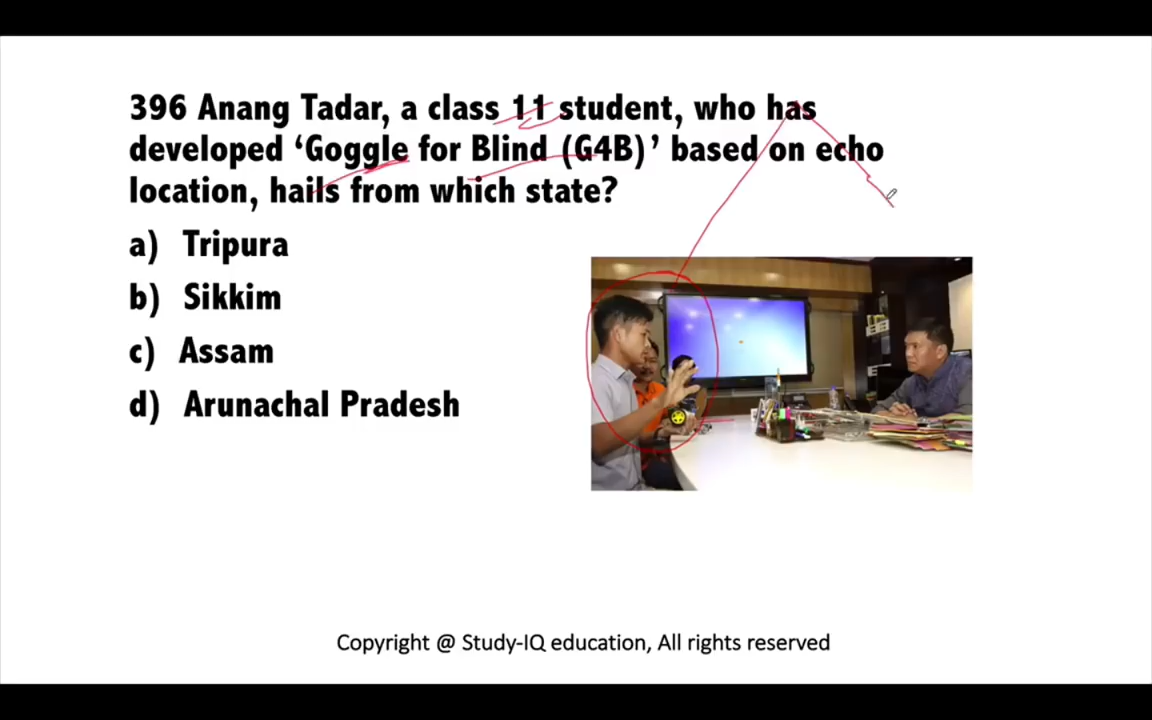 396 Anang Tadar, a class 11 student, who has
developed ‘Goggle for Blind (G4B)’ based on echo
location, hails from which state?
a) Tripura
b) Sikkim
c) Assam
d) Arunachal Pradesh
Copyright @ Study-IQ education, All rights reserved